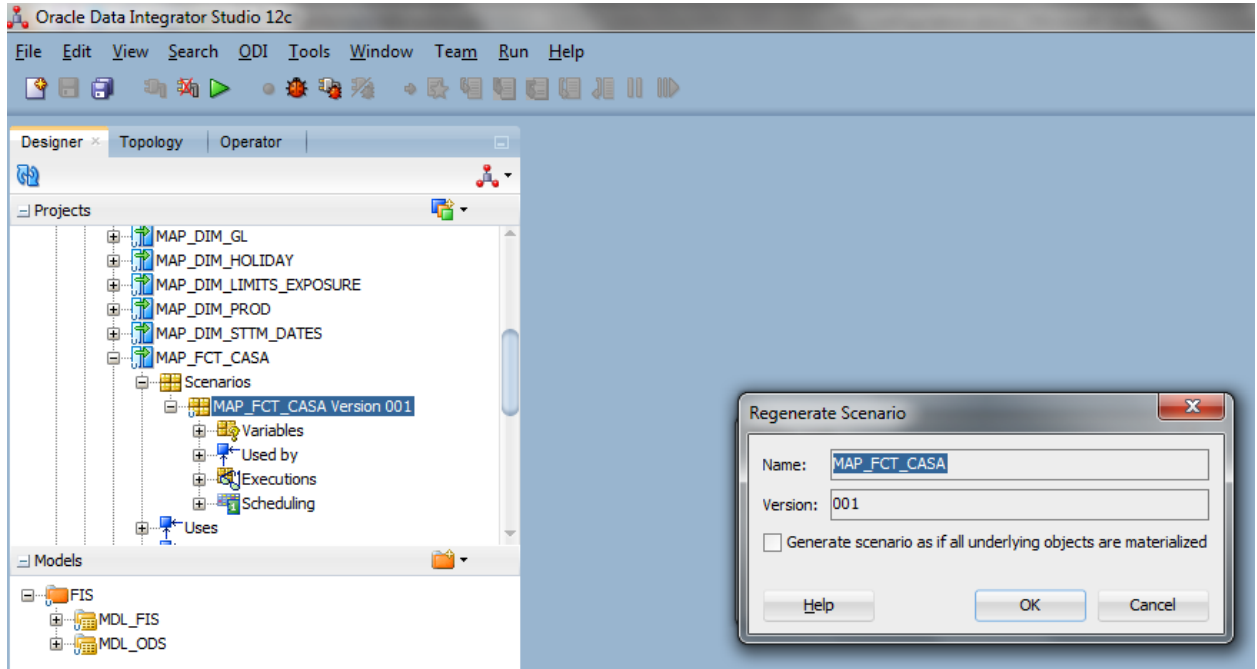 Oracle Data Integrator Studio 12c
File Edit View Search ODI Tools Window Team Run Help
Designer Topology Operator
Projects
MAP_DIM_GL
MAP_DIM_HOLIDAY
MAP_DIM_LIMITS_EXPOSURE
MAP_DIM_PROD
MAP_DIM_STTM_DATES
MAP_FCT_CASA
Scenarios
MAP_FCT_CASA Version 001
Variables
Used by
Executions
Scheduling
Uses
Models
FIS
MDL_FIS
MDL_ODS
Regenerate Scenario
Name: MAP_FCT_CASA
Version: 001
Generate scenario as if all underlying objects are materialized
Help OK Cancel